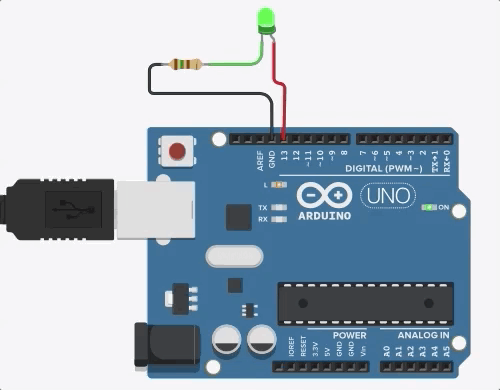 AREF
GND
13
12
~11
~10
~9
8
7
~6
~5
4
~3
2
TX→1
RX←0
DIGITAL (PWM~)
L
TX
RX
ARDUINO
UNO
ON
IOREF
RESET
3.3V
5V
GND
GND
Vin
POWER
ANALOG IN
A0
A1
A2
A3
A4
A5